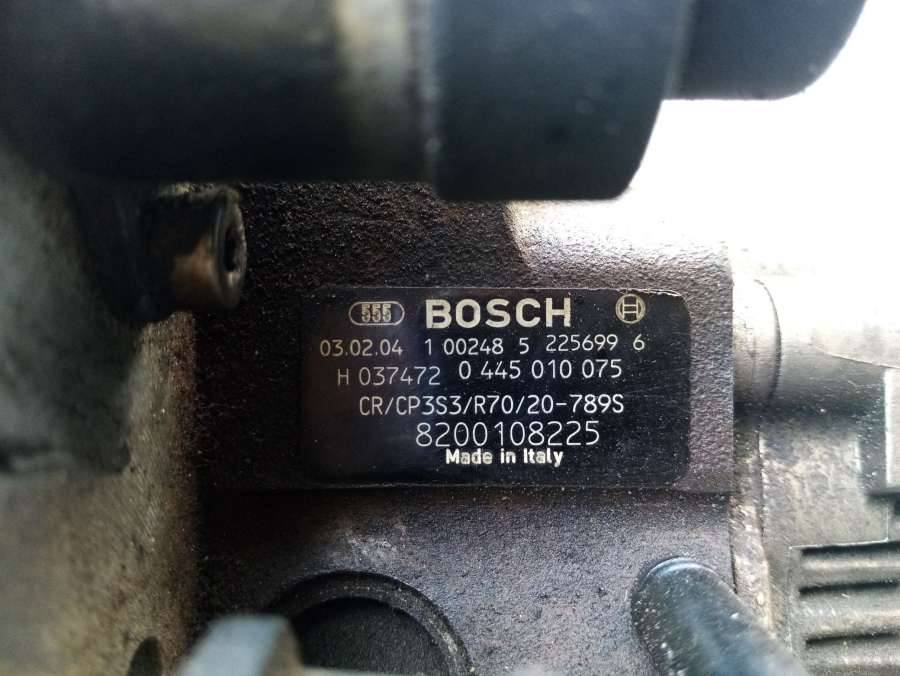 555 BOSCH
03.02.04 1 00248 5 225699 6
H 037472 0 445 010 075
CR/CP3S3/R70/20-789S
8200108225
Made in Italy